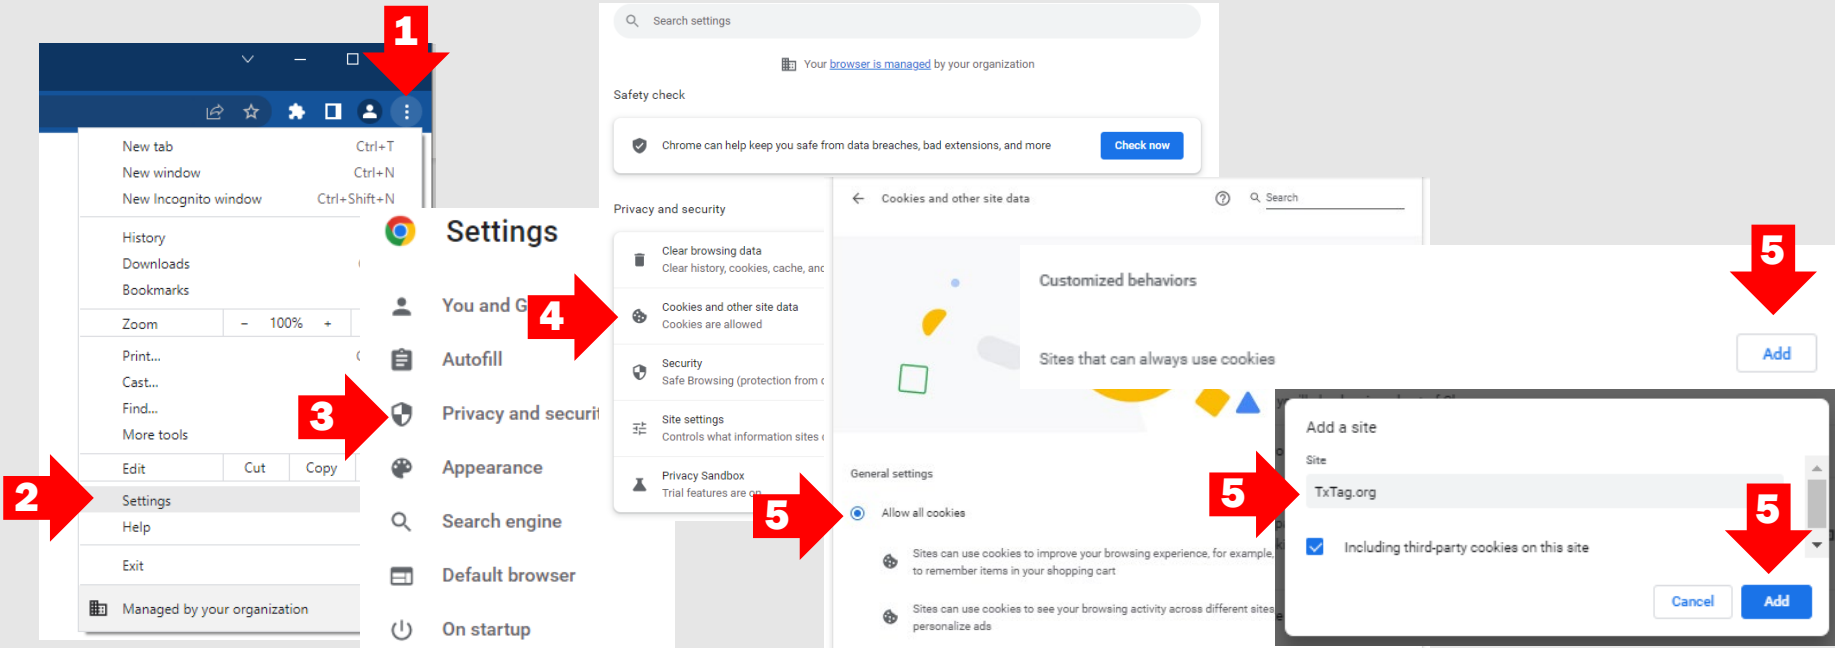 1
New tab Ctrl+T
New window Ctrl+N
New Incognito window Ctrl+Shift+N
History
Downloads
Bookmarks
Zoom - 100% +
Print...
Cast...
Find...
More tools
Edit Cut Copy
2
Settings
Help
Exit
Managed by your organization
Settings
You and G
Autofill
3
Privacy and securit
Appearance
Search engine
Default browser
On startup
Search settings
Your browser is managed by your organization
Safety check
Chrome can help keep you safe from data breaches, bad extensions, and more Check now
Privacy and security
Clear browsing data
Clear history, cookies, cache, and
4
Cookies and other site data
Cookies are allowed
Security
Safe Browsing (protection from
Site settings
Controls what information sites
Privacy Sandbox
Trial features are on
Cookies and other site data Search
General settings
5
Allow all cookies
Sites can use cookies to improve your browsing experience, for example,
to remember items in your shopping cart
Sites can use cookies to see your browsing activity across different sites
personalize ads
5
Customized behaviors
Sites that can always use cookies Add
Add a site
Site
5
TxTag.org
5
Including third-party cookies on this site
Cancel Add